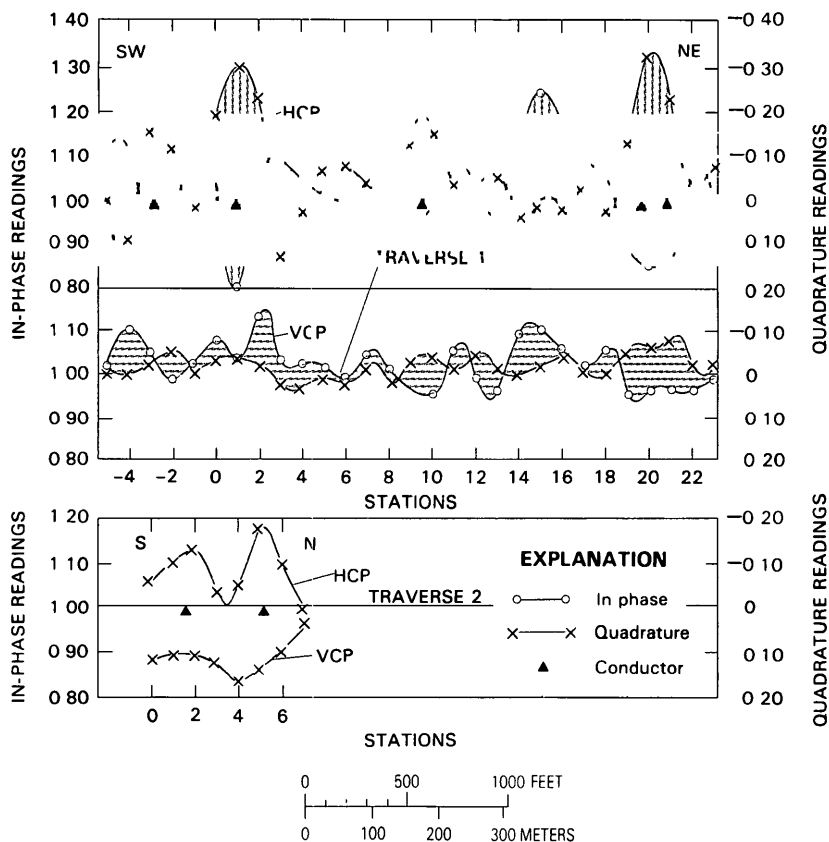 1 40
1 30
1 20
1 10
1 00
0 90
0 80
1 10
1 00
0 90
0 80
IN-PHASE READINGS
IN-PHASE READINGS
SW
NE
HCP
TRAVERSE 1
VCP
–0 40
–0 30
–0 20
–0 10
0
0 10
0 20
–0 10
0
0 10
0 20
QUADRATURE READINGS
QUADRATURE READINGS
–4 –2 0 2 4 6 8 10 12 14 16 18 20 22
STATIONS
1 20
1 10
1 00
0 90
0 80
IN-PHASE READINGS
S
N
HCP
TRAVERSE 2
VCP
EXPLANATION
In phase
Quadrature
Conductor
–0 20
–0 10
0
0 10
0 20
QUADRATURE READINGS
0 2 4 6
STATIONS
0 500 1000 FEET
0 100 200 300 METERS